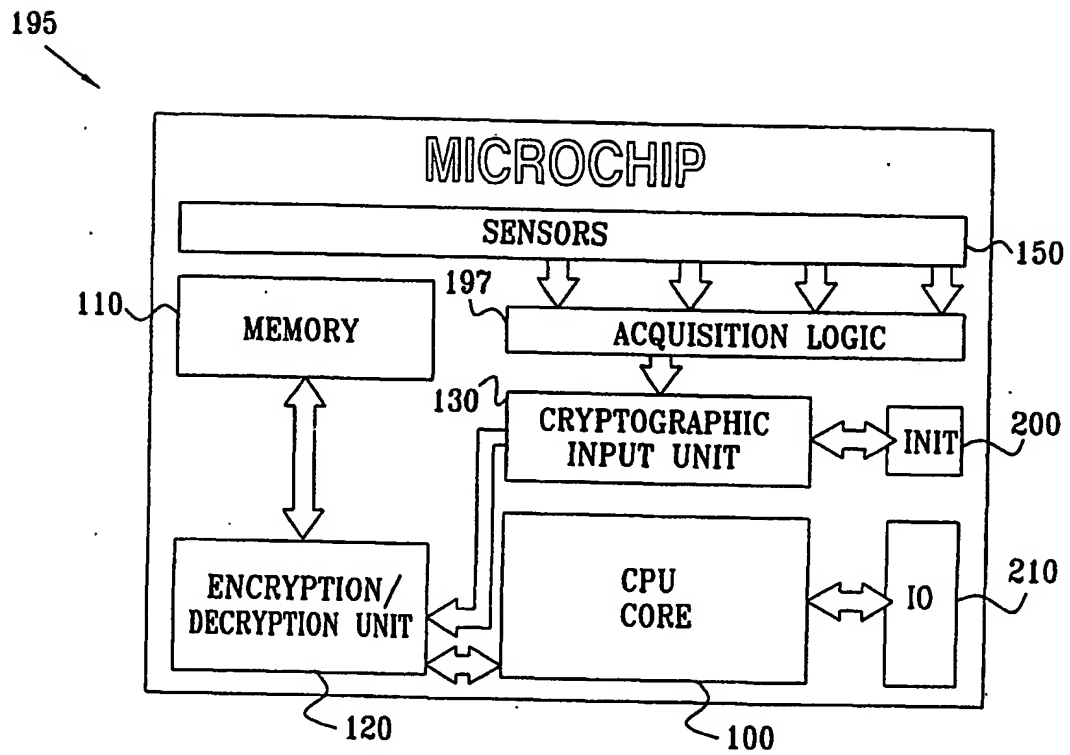 195
MICROCHIP
SENSORS
150
197
110
MEMORY
ACQUISITION LOGIC
130
CRYPTOGRAPHIC
INPUT UNIT
INIT
200
ENCRYPTION/
DECRYPTION UNIT
CPU
CORE
IO
210
120
100